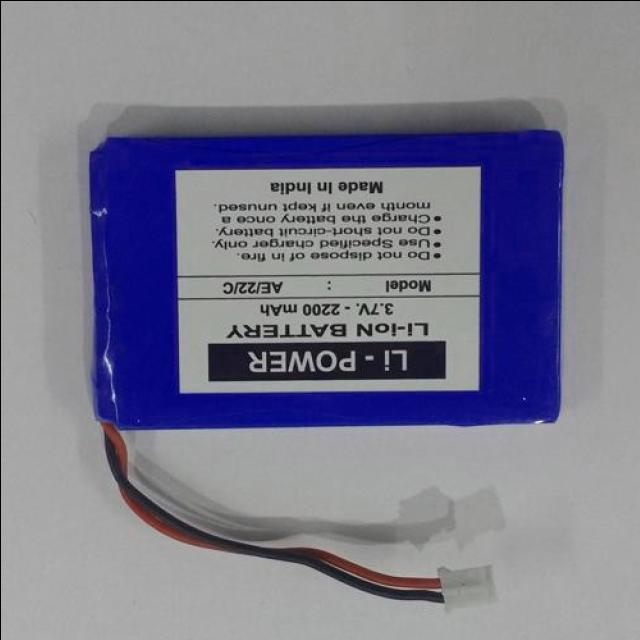 Li - POWER
Li-ioN BATTERY
3.7V. - 2200 mAh
Model : AE/22/C
• Do not dispose of in fire.
• Use Specified charger only.
• Do not short-circuit battery.
• Charge the battery once a
month even if kept unused.
Made In India